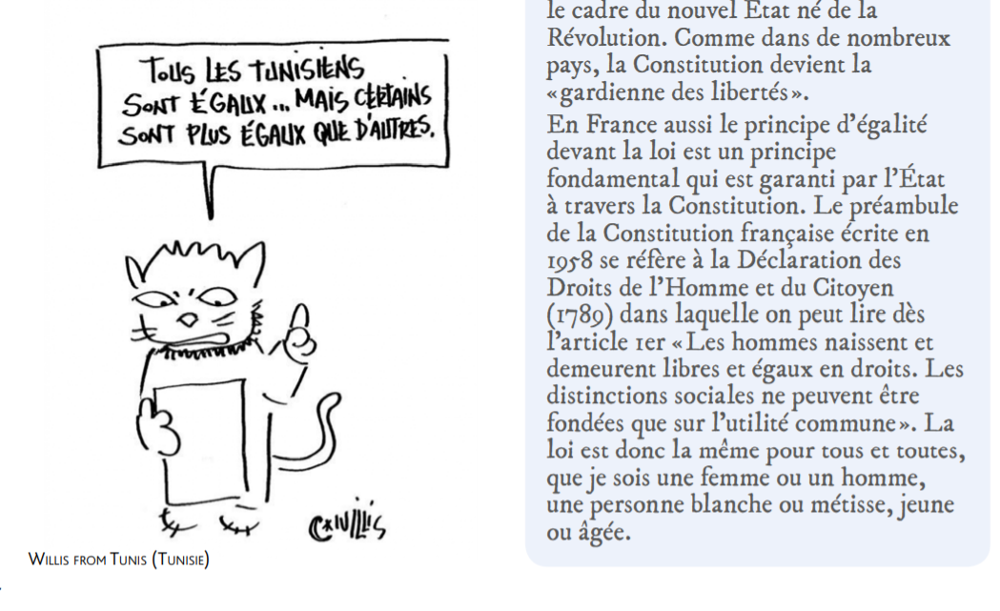 TOUS LES TUNISIENS
SONT ÉGAUX... MAIS CERTAINS
SONT PLUS ÉGAUX QUE D'AUTRES.
C*WILLIS
WILLIS FROM TUNIS (TUNISIE)
le cadre du nouvel État né de la
Révolution. Comme dans de nombreux
pays, la Constitution devient la
«gardienne des libertés».
En France aussi le principe d'égalité
devant la loi est un principe
fondamental qui est garanti par l'État
à travers la Constitution. Le préambule
de la Constitution française écrite en
1958 se réfère à la Déclaration des
Droits de l'Homme et du Citoyen
(1789) dans laquelle on peut lire dès
l'article 1er «Les hommes naissent et
demeurent libres et égaux en droits. Les
distinctions sociales ne peuvent être
fondées que sur l'utilité commune». La
loi est donc la même pour tous et toutes,
que je sois une femme ou un homme,
une personne blanche ou métisse, jeune
ou âgée.